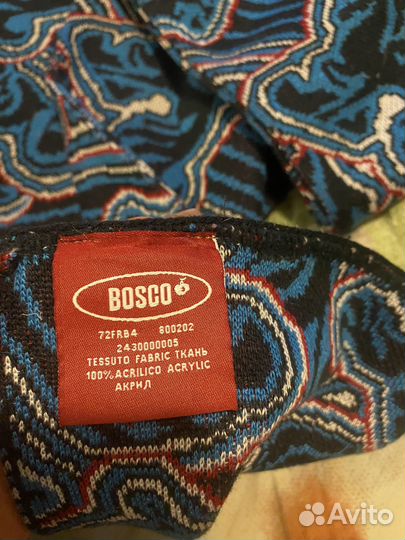 BOSCO
72FRB4 800202
2430000005
TESSUTO FABRIC ТКАНЬ
100% ACRILICO ACRYLIC
АКРИЛ
Avito